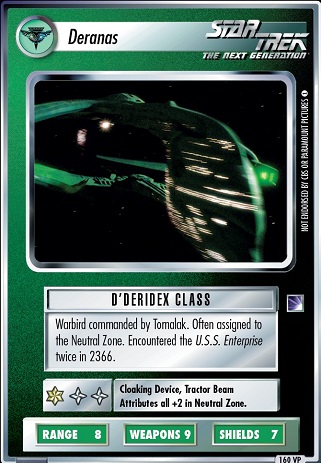 Deranas
STAR TREK
THE NEXT GENERATION
NOT ENDORSED BY CBS OR PARAMOUNT PICTURES
D'DERIDEX CLASS
Warbird commanded by Tomalak. Often assigned to
the Neutral Zone. Encountered the U.S.S. Enterprise
twice in 2366.
Cloaking Device, Tractor Beam
Attributes all +2 in Neutral Zone.
RANGE 8 WEAPONS 9 SHIELDS 7
160 VP